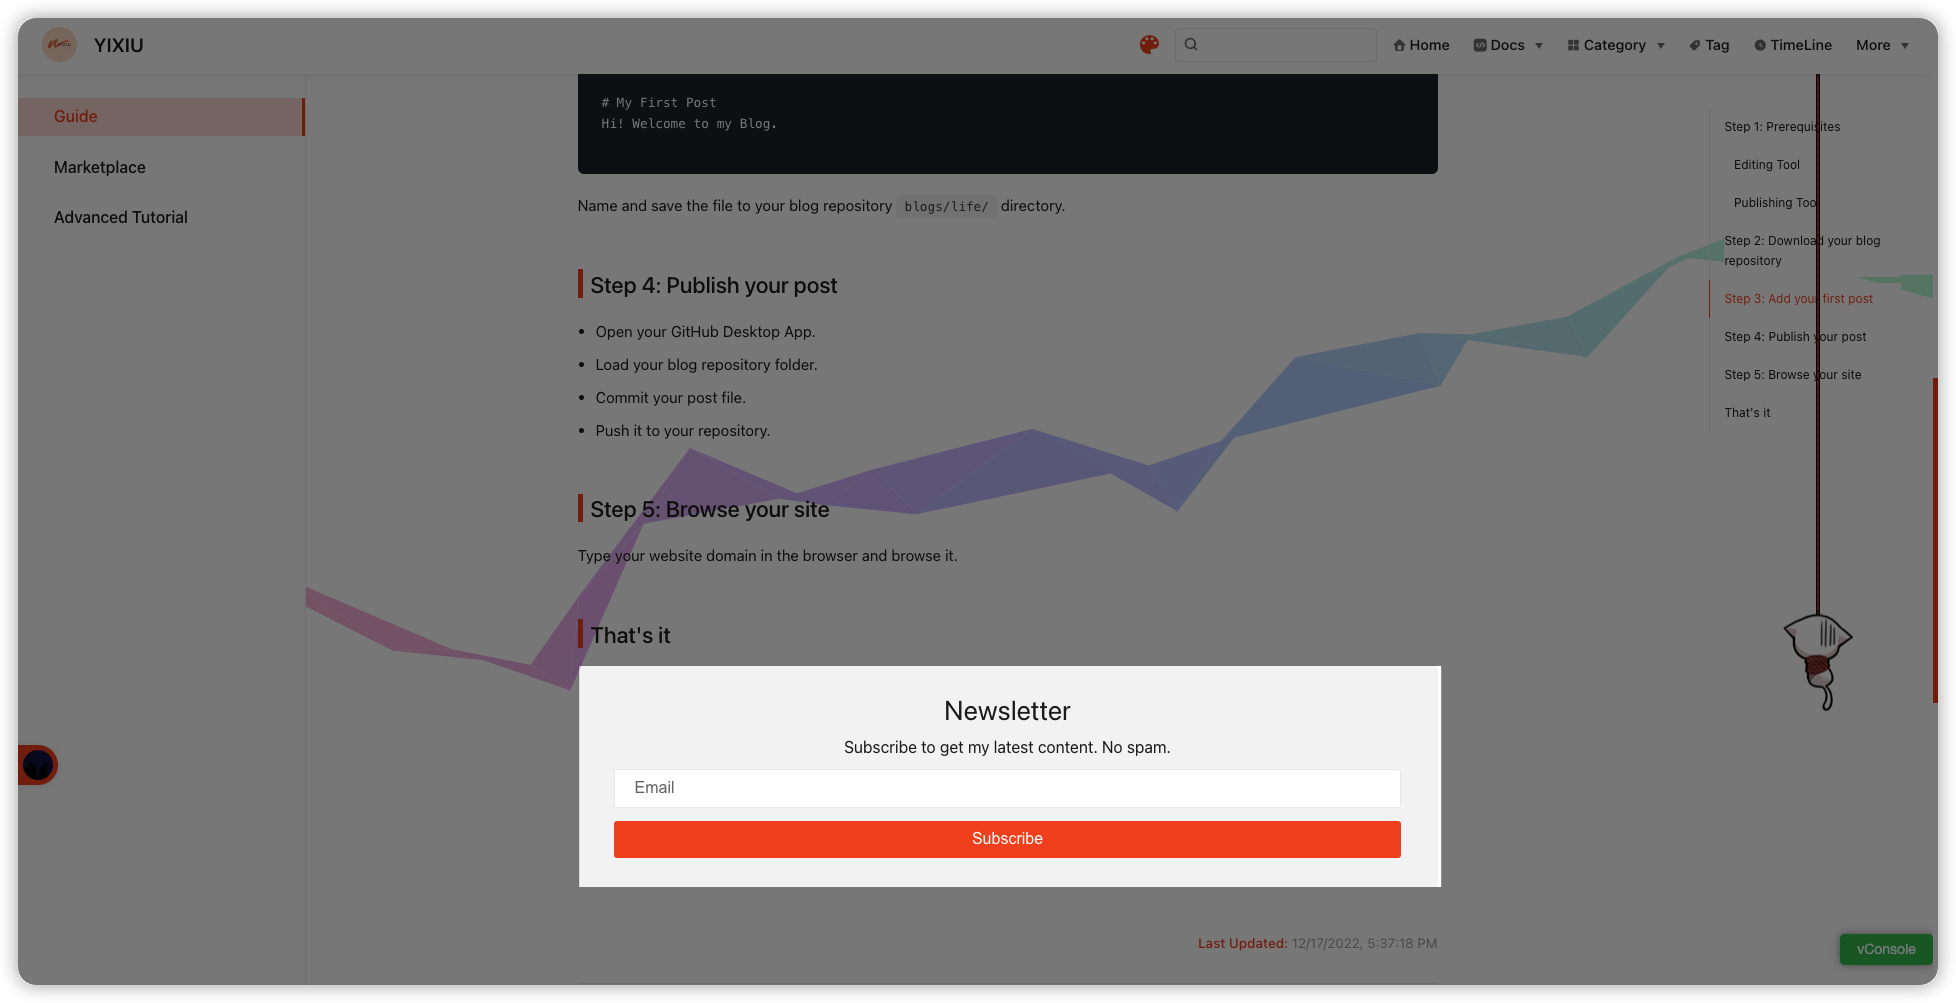 YIXIU
Home
Docs
Category
Tag
TimeLine
More
Guide
Marketplace
Advanced Tutorial
# My First Post
Hi! Welcome to my Blog.
Name and save the file to your blog repository blogs/life/ directory.
Step 4: Publish your post
Open your GitHub Desktop App.
Load your blog repository folder.
Commit your post file.
Push it to your repository.
Step 5: Browse your site
Type your website domain in the browser and browse it.
That's it
Newsletter
Subscribe to get my latest content. No spam.
Email
Subscribe
Last Updated: 12/17/2022, 5:37:18 PM
Step 1: Prerequisites
Editing Tool
Publishing Tool
Step 2: Download your blog
repository
Step 3: Add your first post
Step 4: Publish your post
Step 5: Browse your site
That's it
vConsole